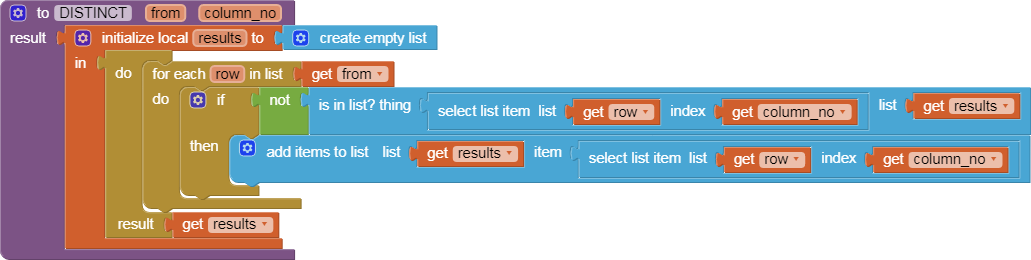 to DISTINCT from column_no
result initialize local results to create empty list
in do for each row in list get from
do if not is in list? thing select list item list get row index get column_no list get results
then add items to list list get results item select list item list get row index get column_no
result get results